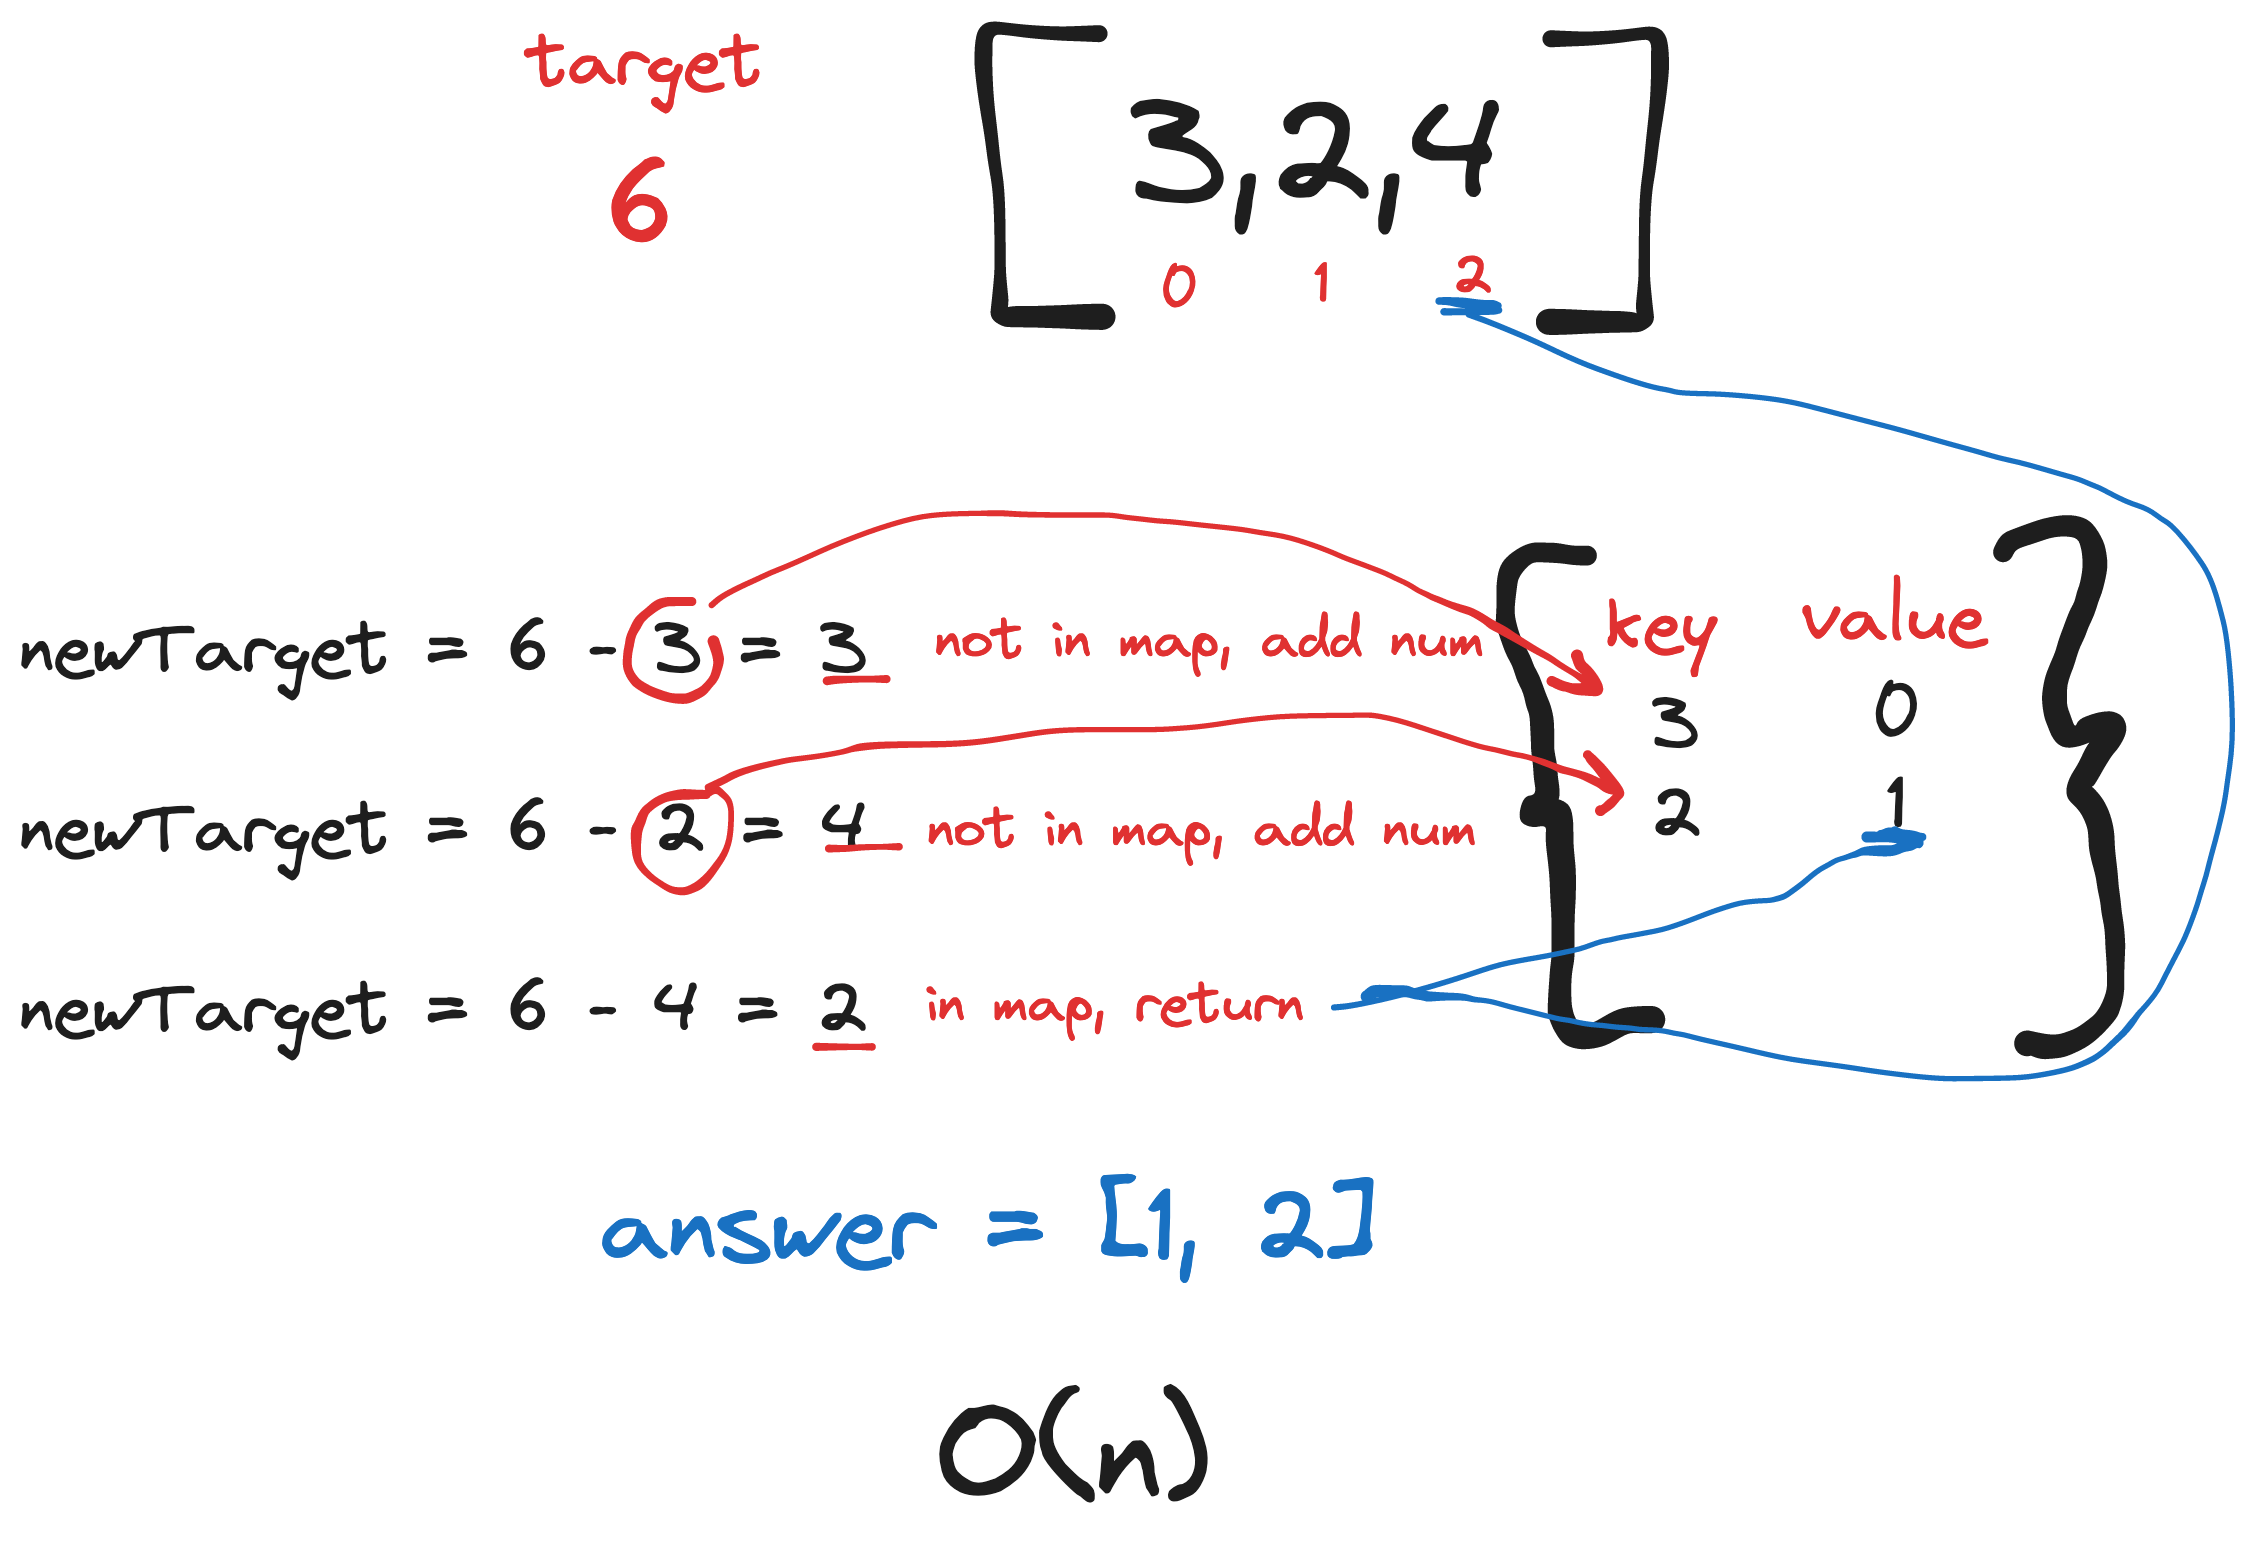 target
6
[3,2,4]
0 1 2
key value
newTarget = 6 - 3 = 3 not in map, add num
3 0
newTarget = 6 - 2 = 4 not in map, add num
2 1
newTarget = 6 - 4 = 2 in map, return
answer = [1, 2]
O(n)